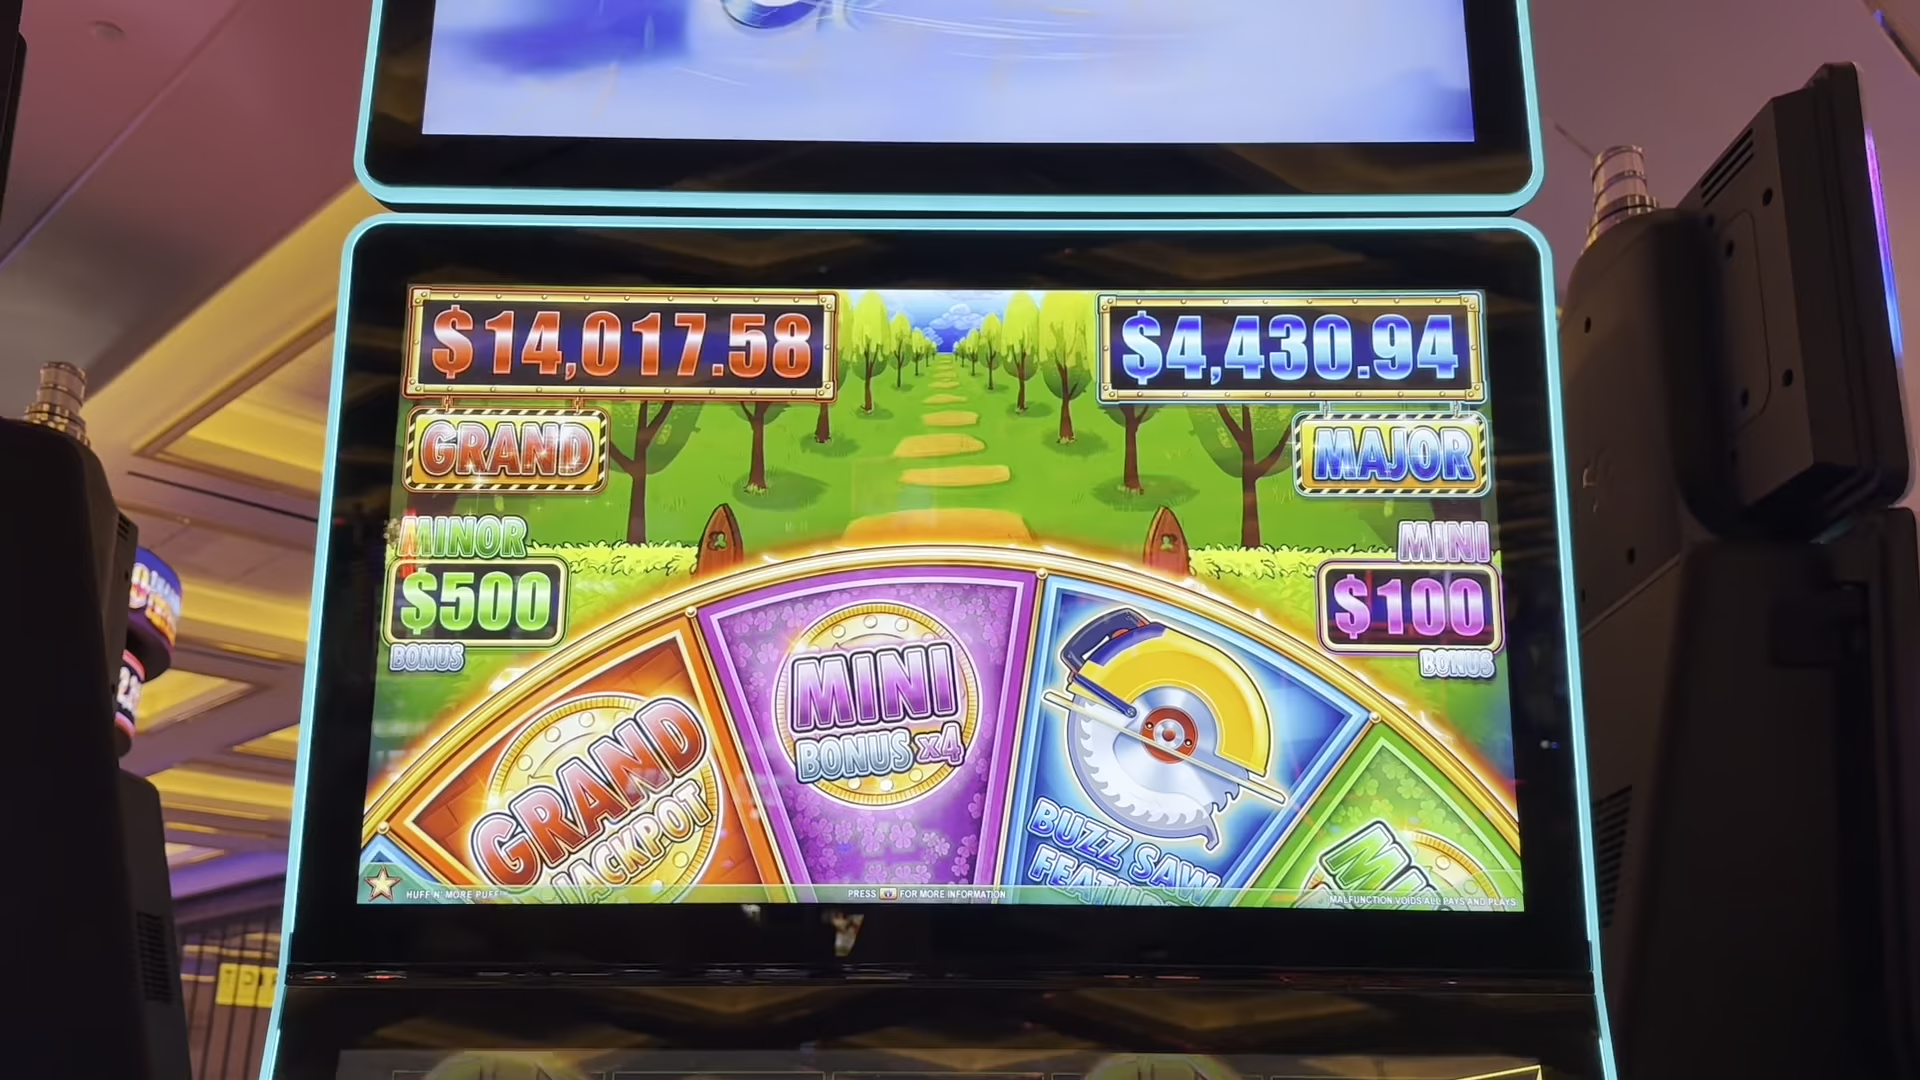 $14,017.58
$4,430.94
GRAND
MAJOR
MINOR
$500
BONUS
MINI
$100
BONUS
GRAND
JACKPOT
MINI
BONUS x4
BUZZ SAW
HUFF N' MORE PUFF
PRESS FOR MORE INFORMATION
MALFUNCTION VOIDS ALL PAYS AND PLAYS